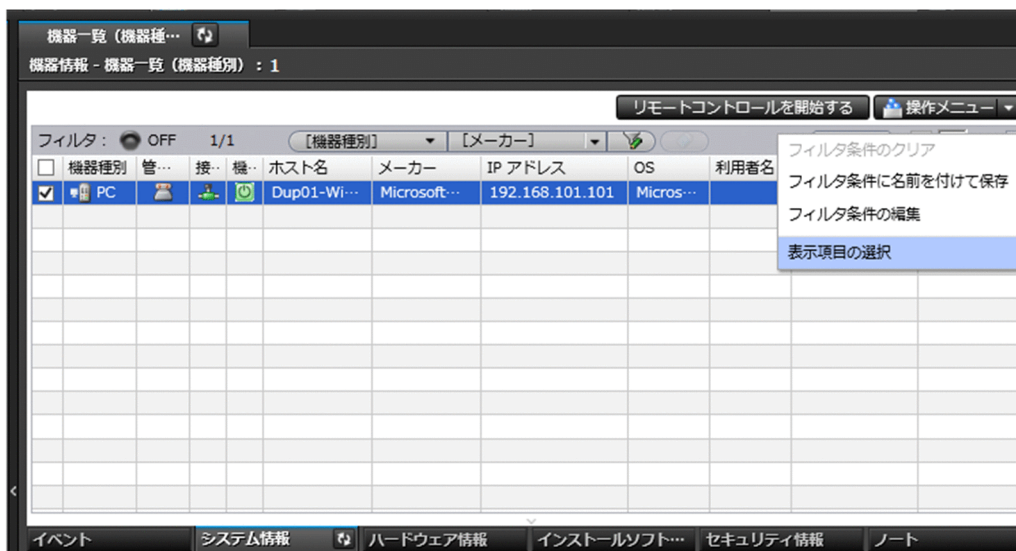 機器一覧（機器種…
機器情報 - 機器一覧（機器種別）：1
リモートコントロールを開始する 操作メニュー
フィルタ： OFF 1/1 [機器種別] [メーカー]
機器種別 管… 接… 機… ホスト名 メーカー IP アドレス OS 利用者名
PC Dup01-Wi… Microsoft… 192.168.101.101 Micros…
フィルタ条件のクリア
フィルタ条件に名前を付けて保存
フィルタ条件の編集
表示項目の選択
イベント システム情報 ハードウェア情報 インストールソフト… セキュリティ情報 ノート